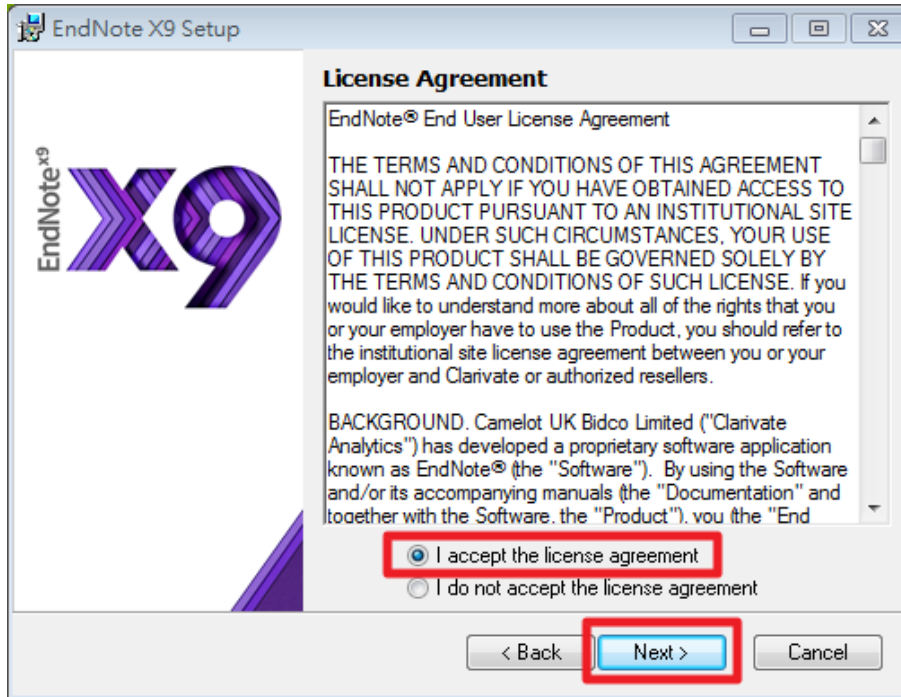 EndNote X9 Setup
EndNote x9
X9
License Agreement
EndNote® End User License Agreement
THE TERMS AND CONDITIONS OF THIS AGREEMENT
SHALL NOT APPLY IF YOU HAVE OBTAINED ACCESS TO
THIS PRODUCT PURSUANT TO AN INSTITUTIONAL SITE
LICENSE. UNDER SUCH CIRCUMSTANCES, YOUR USE
OF THIS PRODUCT SHALL BE GOVERNED SOLELY BY
THE TERMS AND CONDITIONS OF SUCH LICENSE. If you
would like to understand more about all of the rights that you
or your employer have to use the Product, you should refer to
the institutional site license agreement between you or your
employer and Clarivate or authorized resellers.
BACKGROUND. Camelot UK Bidco Limited ("Clarivate
Analytics") has developed a proprietary software application
known as EndNote® (the "Software"). By using the Software
and/or its accompanying manuals (the "Documentation" and
together with the Software, the "Product"), you (the "End
I accept the license agreement
I do not accept the license agreement
< Back
Next >
Cancel